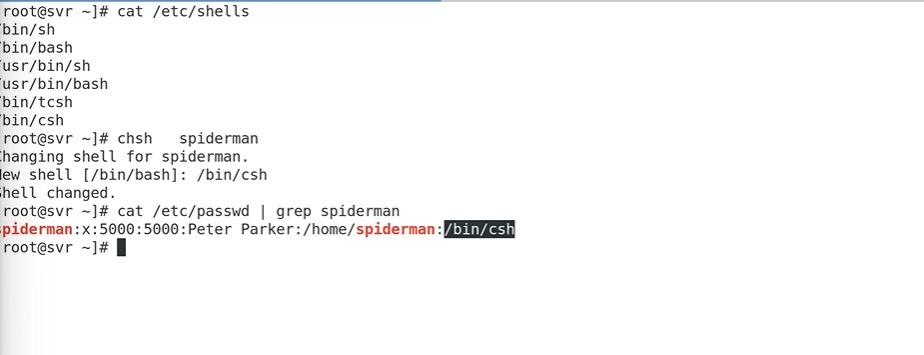 root@svr ~]# cat /etc/shells
/bin/sh
/bin/bash
/usr/bin/sh
/usr/bin/bash
/bin/tcsh
/bin/csh
root@svr ~]# chsh   spiderman
Changing shell for spiderman.
New shell [/bin/bash]: /bin/csh
Shell changed.
root@svr ~]# cat /etc/passwd | grep spiderman
spiderman:x:5000:5000:Peter Parker:/home/spiderman:/bin/csh
root@svr ~]#